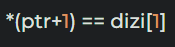 *(ptr+1) == dizi[1]